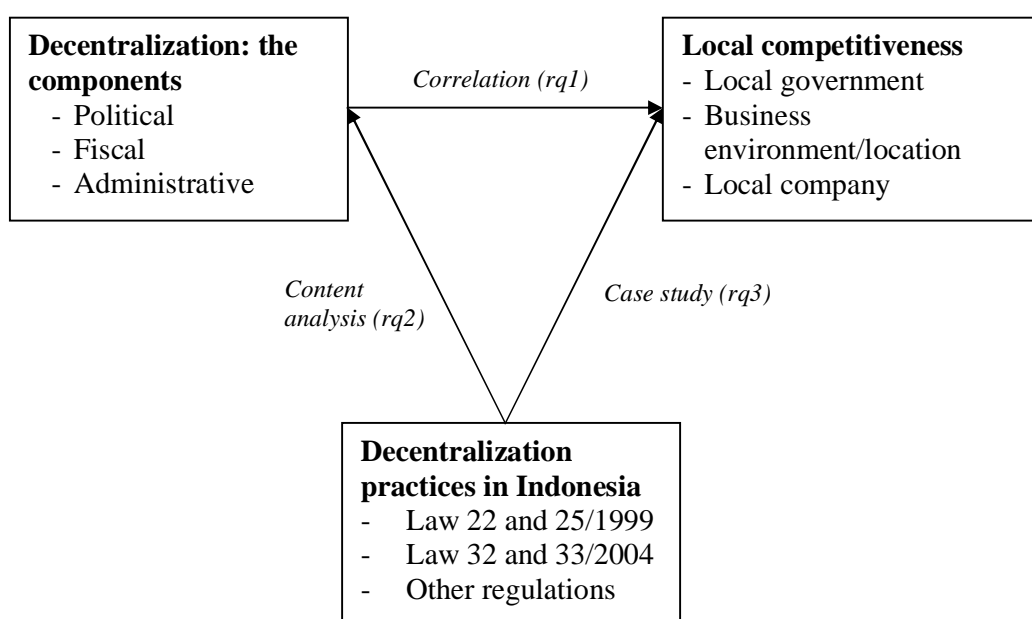 Decentralization: the
components
- Political
- Fiscal
- Administrative
Correlation (rq1)
Local competitiveness
- Local government
- Business
environment/location
- Local company
Content
analysis (rq2)
Case study (rq3)
Decentralization
practices in Indonesia
- Law 22 and 25/1999
- Law 32 and 33/2004
- Other regulations